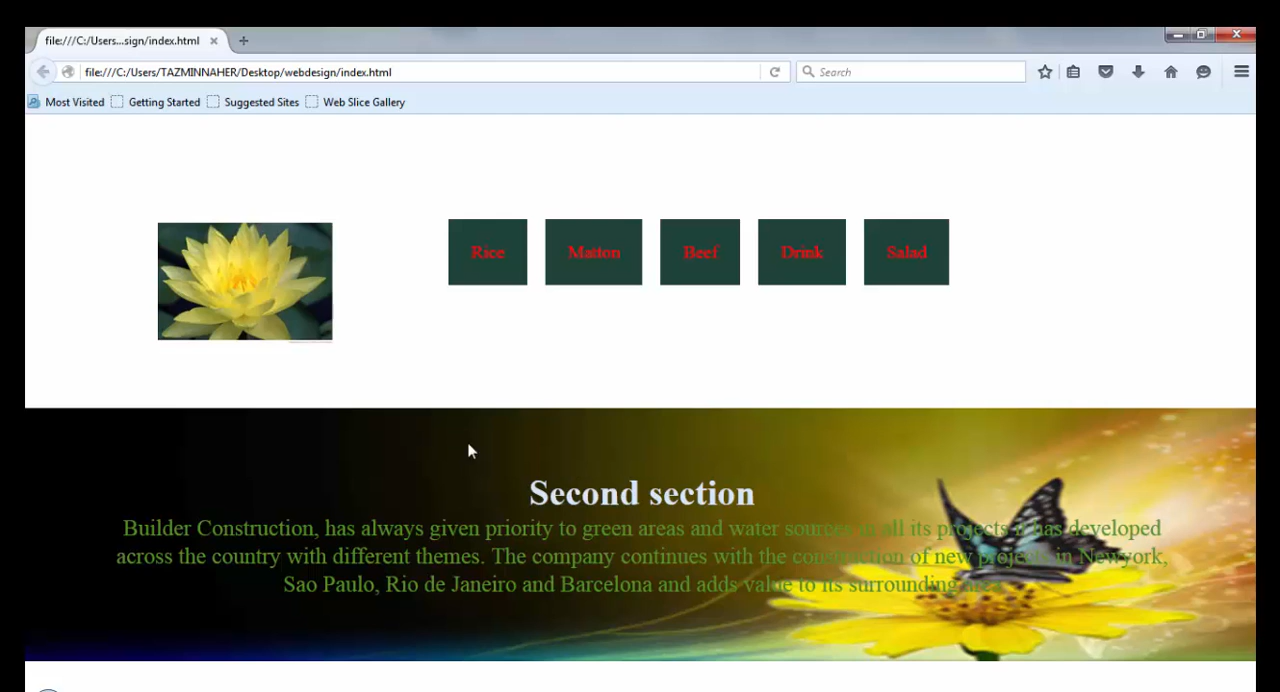 file:///C:/Users...sign/index.html
file:///C:/Users/TAZMINNAHER/Desktop/webdesign/index.html
Search
Most Visited Getting Started Suggested Sites Web Slice Gallery
Rice Matton Beef Drink Salad
Second section
Builder Construction, has always given priority to green areas and water sources in all its projects it has developed
across the country with different themes. The company continues with the construction of new projects in Newyork,
Sao Paulo, Rio de Janeiro and Barcelona and adds value to its surrounding area